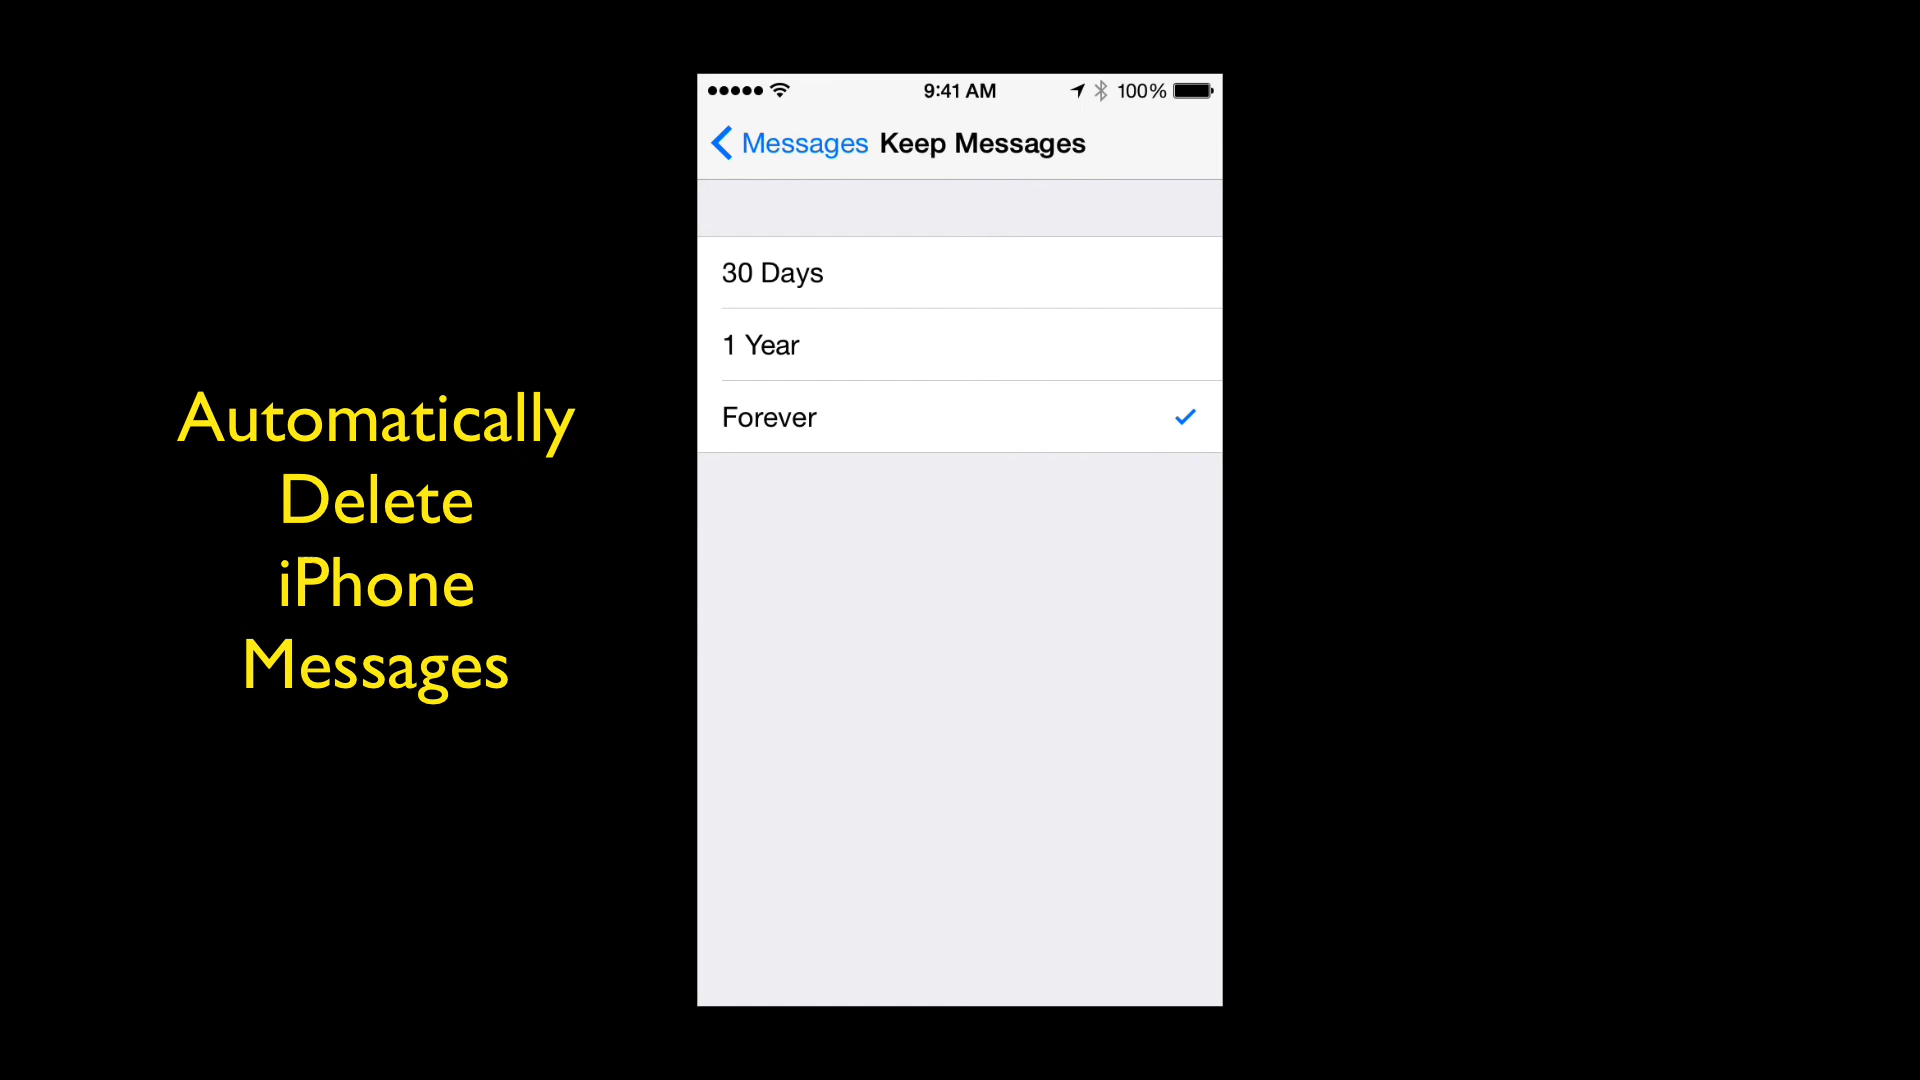 9:41 AM 100%
Messages Keep Messages
30 Days
1 Year
Forever
Automatically
Delete
iPhone
Messages